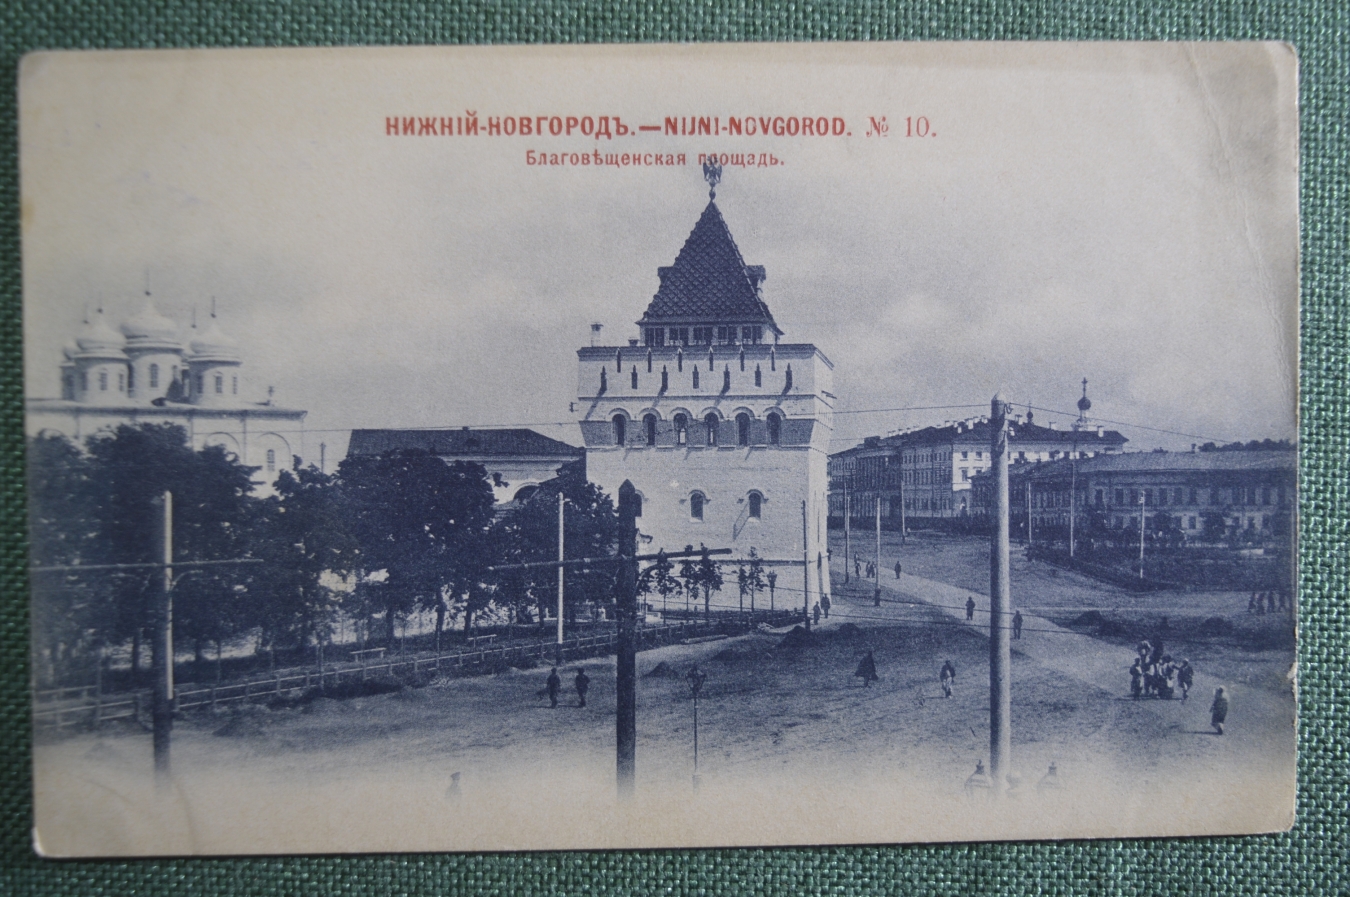 НИЖНІЙ-НОВГОРОДЪ.—NIJNI-NOVGOROD. № 10.
Благовѣщенская площадь.